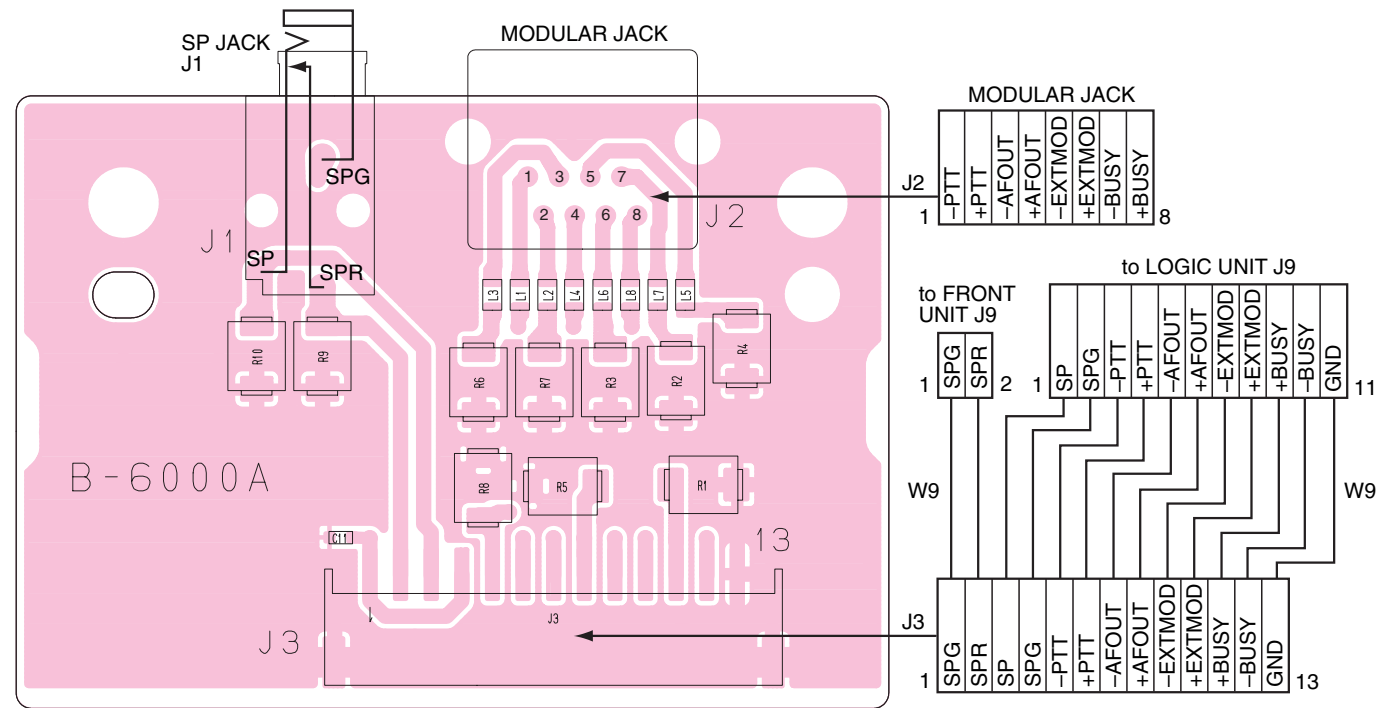 SP JACK
J1
MODULAR JACK
SPG
SP
SPR
J1
1 3 5 7
2 4 6 8
J2
L3 L1 L2 L4 L6 L8 L7 L5
R10 R9 R6 R7 R3 R2 R4
B-6000A
R8 R5 R1
C11
13
1
J3
J3
MODULAR JACK
J2
1 −PTT +PTT −AFOUT +AFOUT −EXTMOD +EXTMOD −BUSY +BUSY 8
to LOGIC UNIT J9
to FRONT
UNIT J9
1 SPG SPR 2
1 SP SPG −PTT +PTT −AFOUT +AFOUT −EXTMOD +EXTMOD +BUSY −BUSY GND 11
W9
W9
J3
1 SPG SPR SP SPG −PTT +PTT −AFOUT +AFOUT −EXTMOD +EXTMOD +BUSY −BUSY GND 13